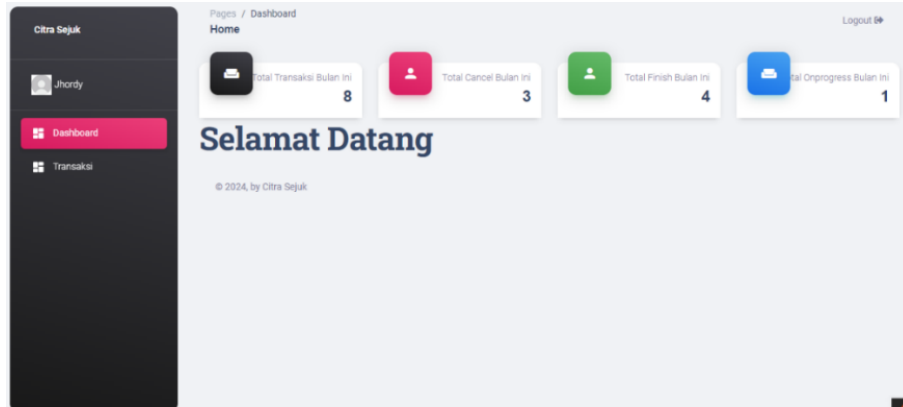 Citra Sejuk
Jhordy
Dashboard
Transaksi
Pages / Dashboard
Home
Logout
Total Transaksi Bulan Ini
8
Total Cancel Bulan Ini
3
Total Finish Bulan Ini
4
tal Onprogress Bulan Ini
1
Selamat Datang
© 2024, by Citra Sejuk